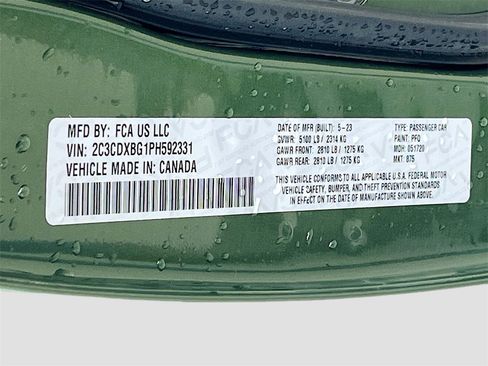 MFD BY: FCA US LLC
VIN: 2C3CDXBG1PH592331
VEHICLE MADE IN: CANADA
DATE OF MFR (BUILT): 5-23
GVWR: 5100 LB / 2314 KG
GAWR FRONT: 2810 LB / 1275 KG
GAWR REAR: 2810 LB / 1275 KG
TYPE: PASSENGER CAR
PAINT: PFQ
MDH: 051720
MKT: 875
THIS VEHICLE CONFORMS TO ALL APPLICABLE U.S.A. FEDERAL MOTOR
VEHICLE SAFETY, BUMPER, AND THEFT PREVENTION STANDARDS
IN EFFECT ON THE DATE OF MANUFACTURE SHOWN ABOVE.